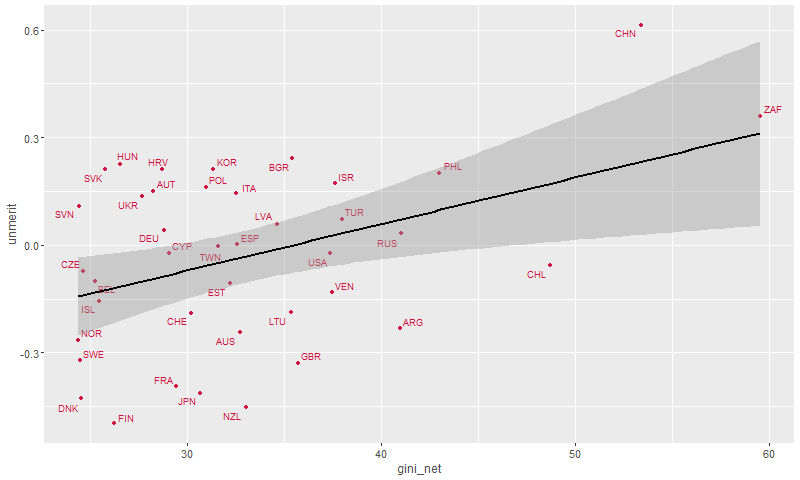 0.6
CHN
ZAF
0.3
HUN
HRV
KOR
BGR
PHL
SVK
AUT
POL
ITA
ISR
UKR
SVN
LVA
TUR
unmerit
DEU
CYP
ESP
RUS
0.0
TWN
USA
CZE
CHL
BEL
EST
VEN
ISL
CHE
LTU
ARG
NOR
AUS
-0.3
SWE
GBR
FRA
JPN
DNK
FIN
NZL
30
40
50
60
gini_net